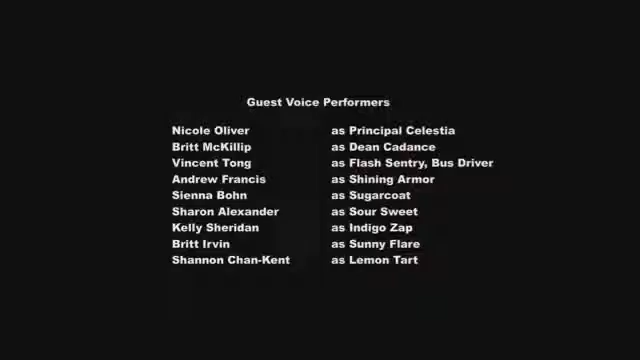 Guest Voice Performers
Nicole Oliver as Principal Celestia
Britt McKillip as Dean Cadance
Vincent Tong as Flash Sentry, Bus Driver
Andrew Francis as Shining Armor
Sienna Bohn as Sugarcoat
Sharon Alexander as Sour Sweet
Kelly Sheridan as Indigo Zap
Britt Irvin as Sunny Flare
Shannon Chan-Kent as Lemon Tart